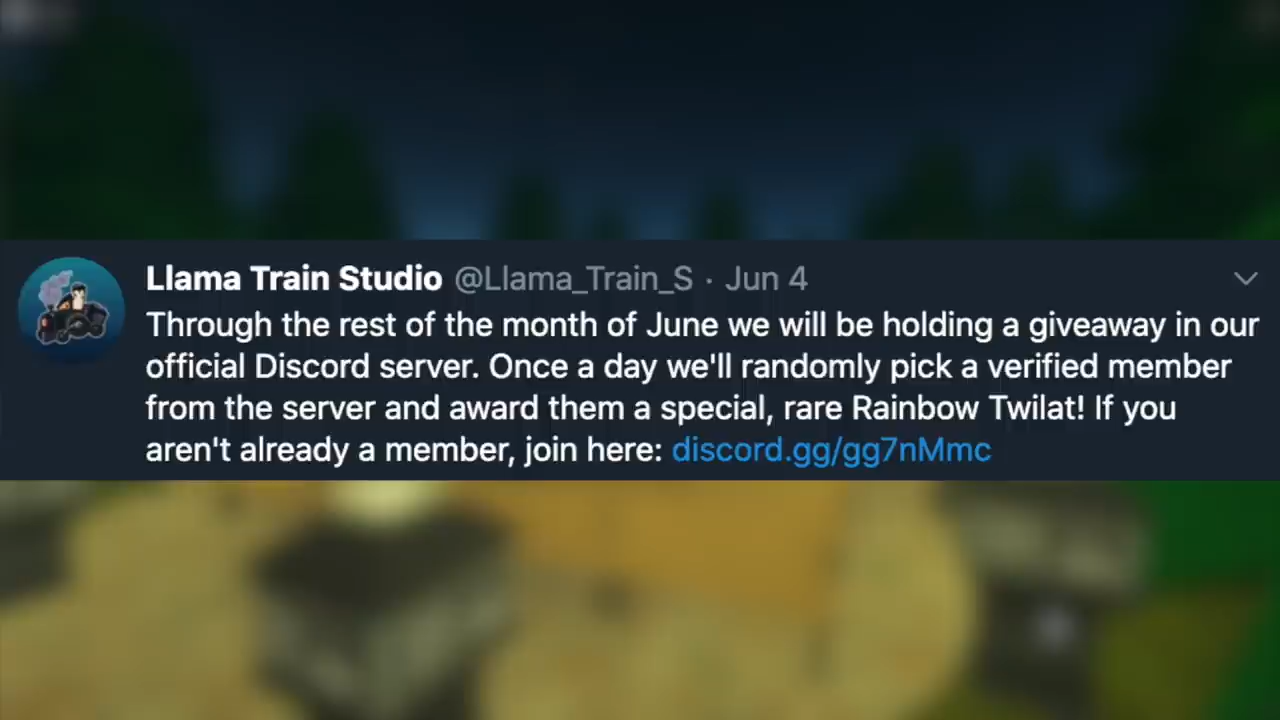 Llama Train Studio @Llama_Train_S · Jun 4
Through the rest of the month of June we will be holding a giveaway in our
official Discord server. Once a day we'll randomly pick a verified member
from the server and award them a special, rare Rainbow Twilat! If you
aren't already a member, join here: discord.gg/gg7nMmc